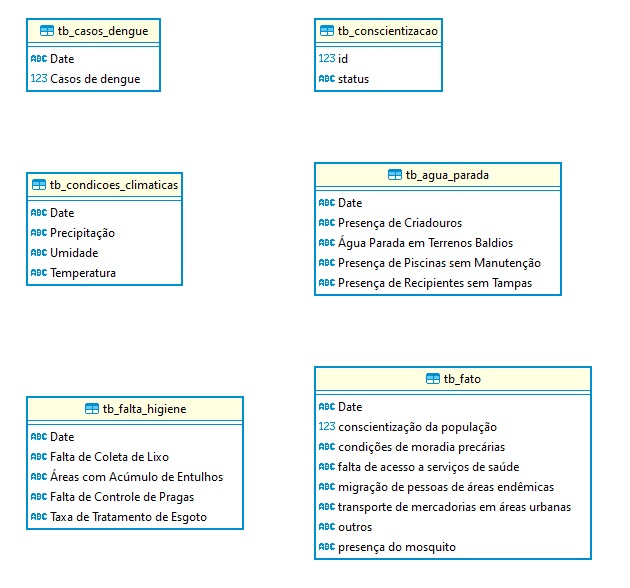 tb_casos_dengue
ABC Date
123 Casos de dengue
tb_conscientizacao
123 id
ABC status
tb_condicoes_climaticas
ABC Date
ABC Precipitação
ABC Umidade
ABC Temperatura
tb_agua_parada
ABC Date
ABC Presença de Criadouros
ABC Água Parada em Terrenos Baldios
ABC Presença de Piscinas sem Manutenção
ABC Presença de Recipientes sem Tampas
tb_falta_higiene
ABC Date
ABC Falta de Coleta de Lixo
ABC Áreas com Acúmulo de Entulhos
ABC Falta de Controle de Pragas
ABC Taxa de Tratamento de Esgoto
tb_fato
ABC Date
123 conscientização da população
ABC condições de moradia precárias
ABC falta de acesso a serviços de saúde
ABC migração de pessoas de áreas endêmicas
ABC transporte de mercadorias em áreas urbanas
ABC outros
ABC presença do mosquito